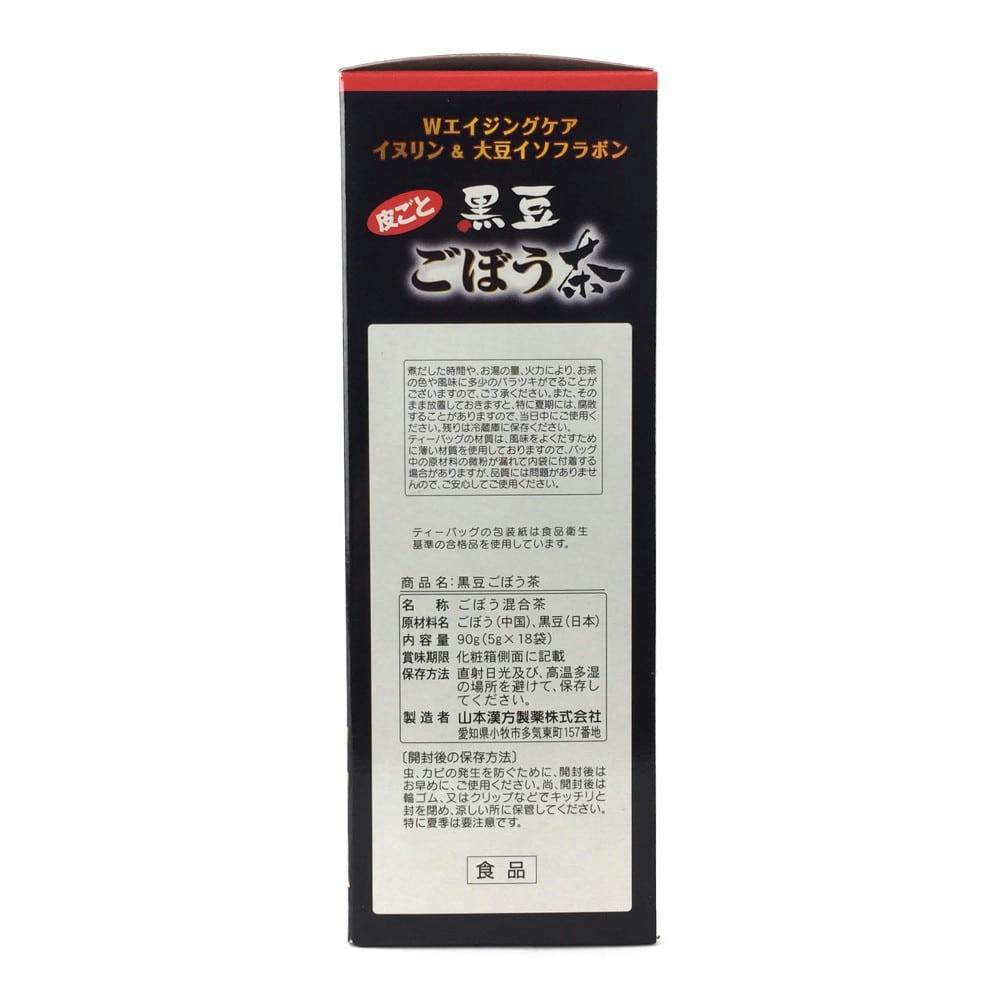 Wエイジングケア
イヌリン & 大豆イソフラボン
皮ごと
黒豆
ごぼう茶
煮だした時間や、お湯の量、火力により、お茶
の色や風味に多少のバラツキがでることが
ございますので、ご了承ください。また、その
まま放置しておきますと、特に夏期には、腐敗
することがありますので、当日中にご使用く
ださい。残りは冷蔵庫に保存ください。
ティーバッグの材質は、風味をよくだすため
に薄い材質を使用しておりますので、バッグ
中の原材料の微粉が漏れて内袋に付着する
場合がありますが、品質には問題がありませ
んので、ご安心してご使用ください。
ティーバッグの包装紙は食品衛生
基準の合格品を使用しています。
商品名:黒豆ごぼう茶
名称 ごぼう混合茶
原材料名 ごぼう(中国)、黒豆(日本)
内容量 90g(5g×18袋)
賞味期限 化粧箱側面に記載
保存方法 直射日光及び、高温多湿
の場所を避けて、保存し
てください。
製造者 山本漢方製薬株式会社
愛知県小牧市多気東町157番地
〔開封後の保存方法〕
虫、カビの発生を防ぐために、開封後は
お早めに、ご使用ください。尚、開封後は
輪ゴム、又はクリップなどでキッチリと
封を閉め、涼しい所に保管してください。
特に夏季は要注意です。
食品